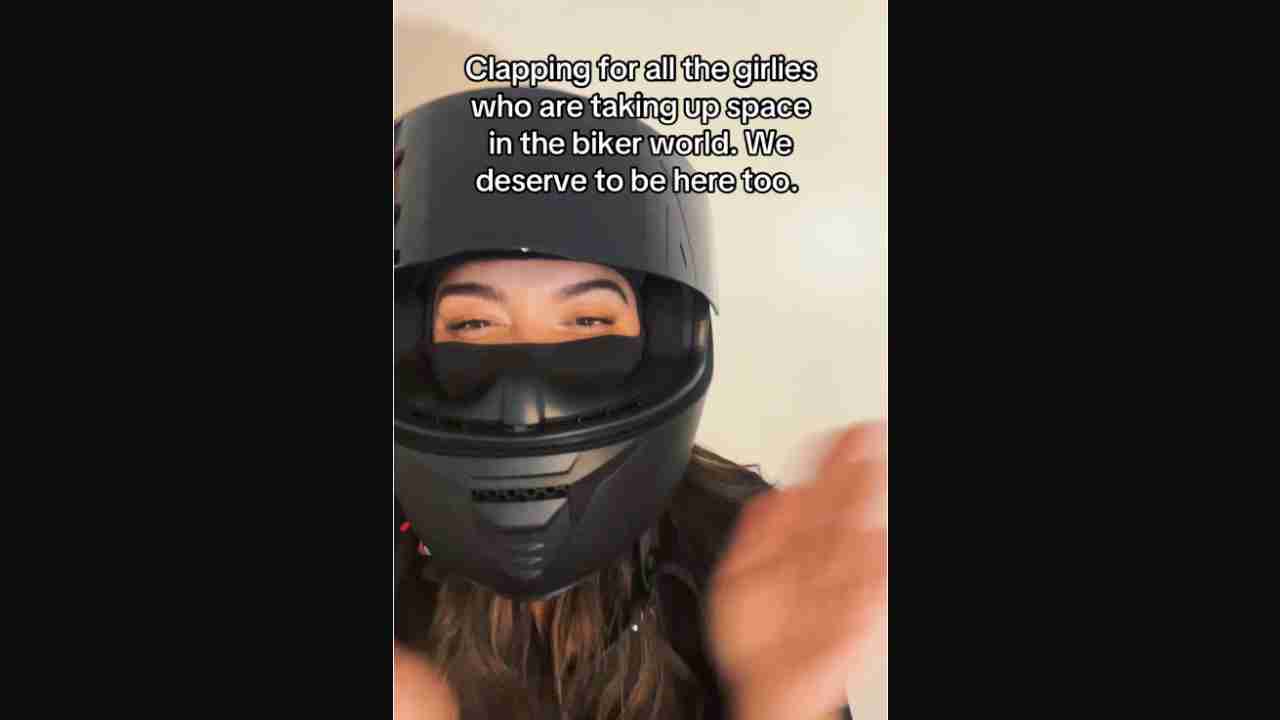 Clapping for all the girlies
who are taking up space
in the biker world. We
deserve to be here too.